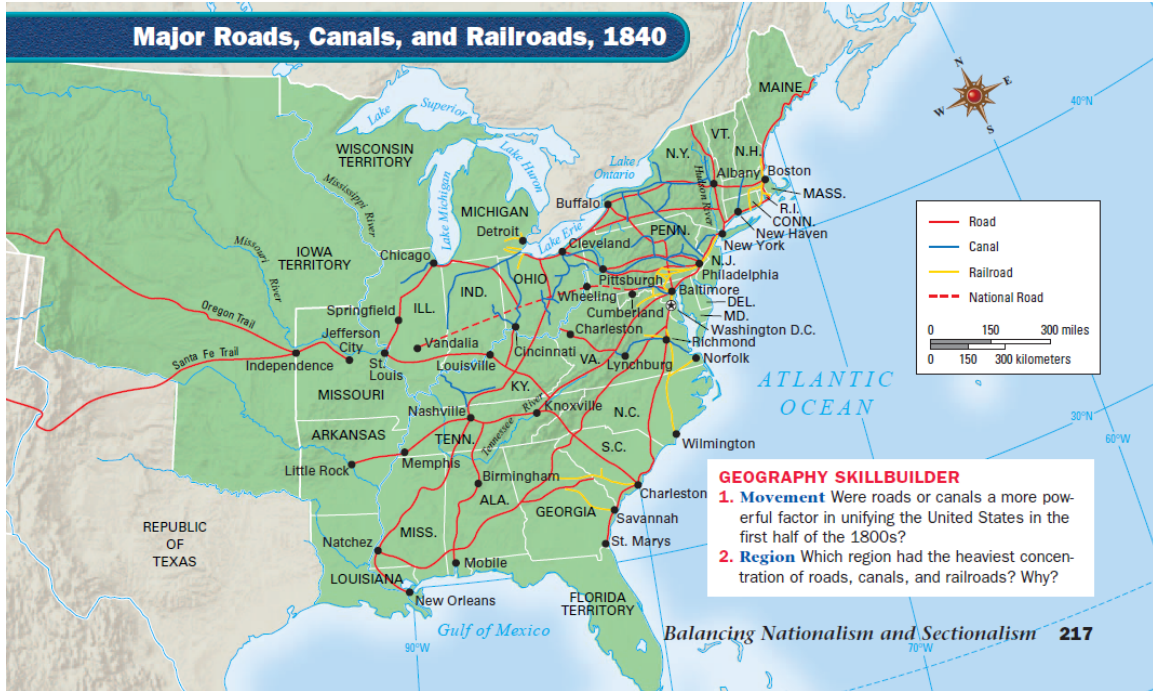 Major Roads, Canals, and Railroads, 1840
N
E
S
W
40°N
30°N
60°W
70°W
90°W
Lake Superior
Lake Michigan
Lake Huron
Lake Erie
Lake Ontario
Hudson River
Mississippi River
Missouri River
Tennessee River
MAINE
VT.
N.H.
N.Y.
MASS.
R.I.
CONN.
PENN.
N.J.
DEL.
MD.
VA.
N.C.
S.C.
GEORGIA
FLORIDA TERRITORY
ALA.
MISS.
LOUISIANA
TENN.
KY.
OHIO
IND.
ILL.
MICHIGAN
WISCONSIN TERRITORY
IOWA TERRITORY
MISSOURI
ARKANSAS
REPUBLIC OF TEXAS
Albany
Boston
New Haven
New York
Philadelphia
Baltimore
Washington D.C.
Richmond
Norfolk
Lynchburg
Wilmington
Charleston
Savannah
St. Marys
Buffalo
Cleveland
Pittsburgh
Wheeling
Cumberland
Charleston
Detroit
Chicago
Springfield
Vandalia
Jefferson City
St. Louis
Independence
Louisville
Cincinnati
Nashville
Knoxville
Memphis
Little Rock
Birmingham
Natchez
Mobile
New Orleans
Oregon Trail
Santa Fe Trail
ATLANTIC OCEAN
Gulf of Mexico
Road
Canal
Railroad
National Road
0 150 300 miles
0 150 300 kilometers
GEOGRAPHY SKILLBUILDER
1. Movement Were roads or canals a more pow-
erful factor in unifying the United States in the
first half of the 1800s?
2. Region Which region had the heaviest concen-
tration of roads, canals, and railroads? Why?
Balancing Nationalism and Sectionalism 217